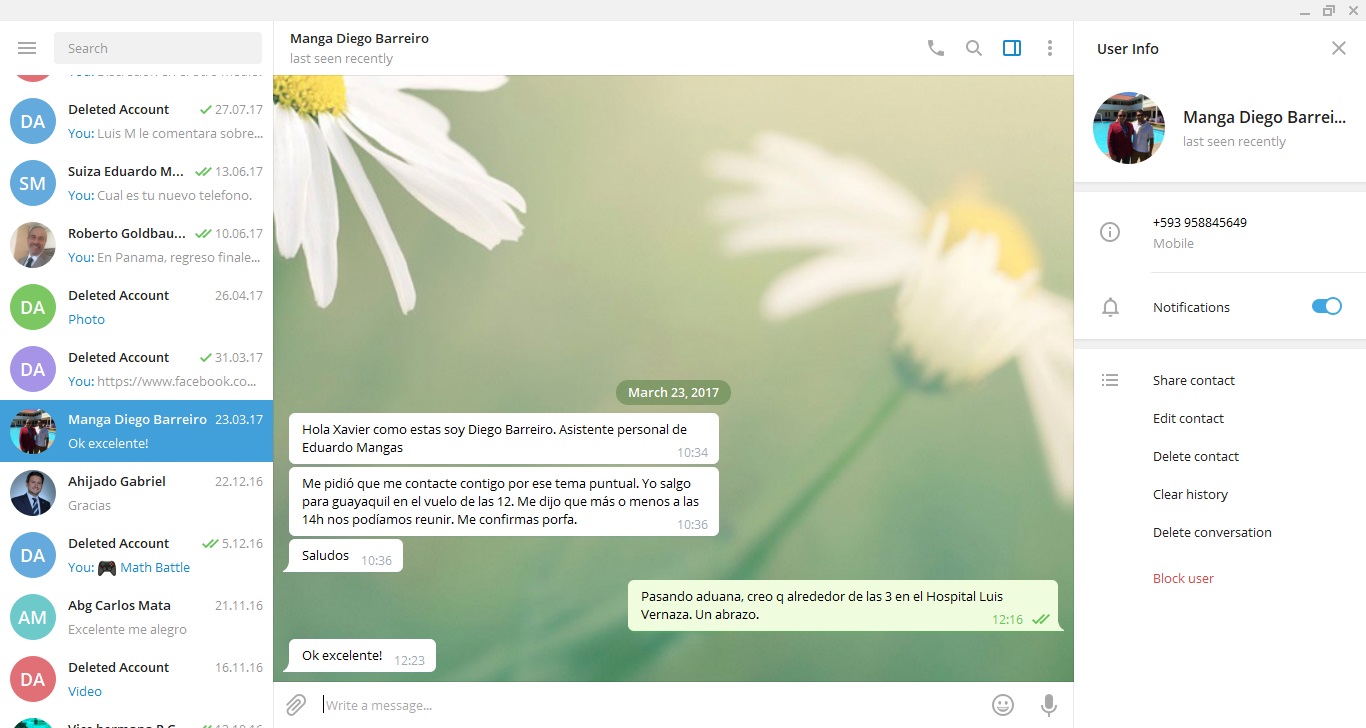 Search
Deleted Account 27.07.17
DA
You: Luis M le comentara sobre...
Suiza Eduardo M... 13.06.17
SM
You: Cual es tu nuevo telefono.
Roberto Goldbau... 10.06.17
You: En Panama, regreso finale...
Deleted Account 26.04.17
DA
Photo
Deleted Account 31.03.17
DA
You: https://www.facebook.co...
Manga Diego Barreiro 23.03.17
Ok excelente!
Ahijado Gabriel 22.12.16
Gracias
Deleted Account 5.12.16
DA
You: 🎮 Math Battle
Abg Carlos Mata 21.11.16
AM
Excelente me alegro
Deleted Account 16.11.16
DA
Video
Manga Diego Barreiro
last seen recently
March 23, 2017
Hola Xavier como estas soy Diego Barreiro. Asistente personal de
Eduardo Mangas
10:34
Me pidió que me contacte contigo por ese tema puntual. Yo salgo
para guayaquil en el vuelo de las 12. Me dijo que más o menos a las
14h nos podíamos reunir. Me confirmas porfa.
10:36
Saludos 10:36
Pasando aduana, creo q alrededor de las 3 en el Hospital Luis
Vernaza. Un abrazo.
12:16
Ok excelente! 12:23
Write a message...
User Info
Manga Diego Barrei...
last seen recently
+593 958845649
Mobile
Notifications
Share contact
Edit contact
Delete contact
Clear history
Delete conversation
Block user